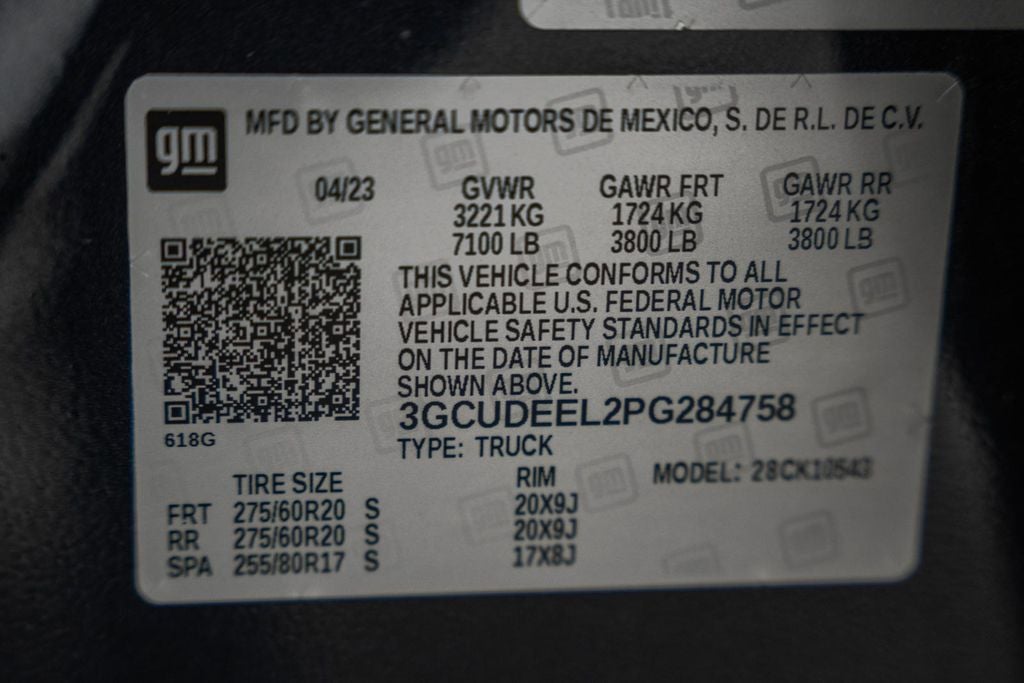 gm
MFD BY GENERAL MOTORS DE MEXICO, S. DE R.L. DE C.V.
04/23 GVWR GAWR FRT GAWR RR
3221 KG 1724 KG 1724 KG
7100 LB 3800 LB 3800 LB
THIS VEHICLE CONFORMS TO ALL
APPLICABLE U.S. FEDERAL MOTOR
VEHICLE SAFETY STANDARDS IN EFFECT
ON THE DATE OF MANUFACTURE
SHOWN ABOVE.
3GCUDEEL2PG284758
618G
TYPE: TRUCK
TIRE SIZE RIM MODEL: 28CK10543
FRT 275/60R20 S 20X9J
RR 275/60R20 S 20X9J
SPA 255/80R17 S 17X8J